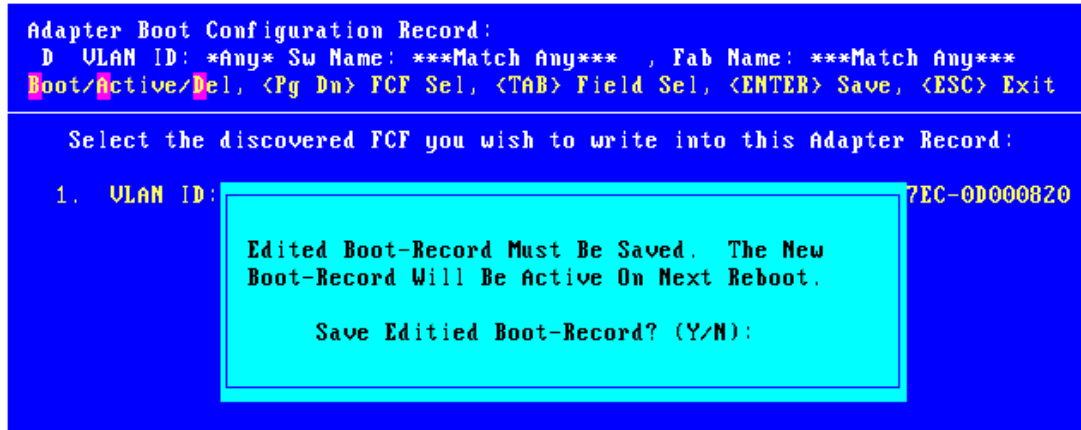 Adapter Boot Configuration Record:
D VLAN ID: *Any* Sw Name: ***Match Any*** , Fab Name: ***Match Any***
Boot/Active/Del, <Pg Dn> FCF Sel, <TAB> Field Sel, <ENTER> Save, <ESC> Exit
Select the discovered FCF you wish to write into this Adapter Record:
1. VLAN ID: 7EC-0D000820
Edited Boot-Record Must Be Saved. The New
Boot-Record Will Be Active On Next Reboot.
Save Editied Boot-Record? (Y/N):